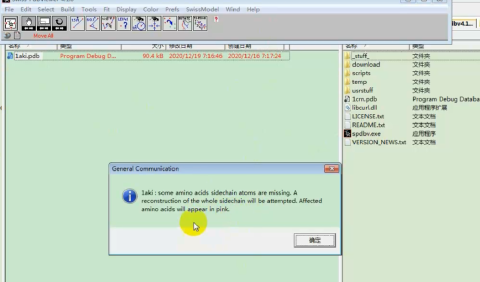 File Edit Select Build Tools Fit Display Color Prefs SwissModel Wind Help
Move All
名称 类型 大小 修改日期 创建日期
1aki.pdb Program Debug D... 90.4 kB 2020/12/19 7:16:46 2020/12/16 7:17:24
名称 类型
_stuff_ 文件夹
download 文件夹
scripts 文件夹
temp 文件夹
usrstuff 文件夹
1crn.pdb Program Debug Databa
libcurl.dll 应用程序扩展
LICENSE.txt 文本文档
README.txt 文本文档
spdbv.exe 应用程序
VERSION_NEWS.txt 文本文档
General Communication
1aki : some amino acids sidechain atoms are missing. A
reconstruction of the whole sidechain will be attempted. Affected
amino acids will appear in pink.
确定